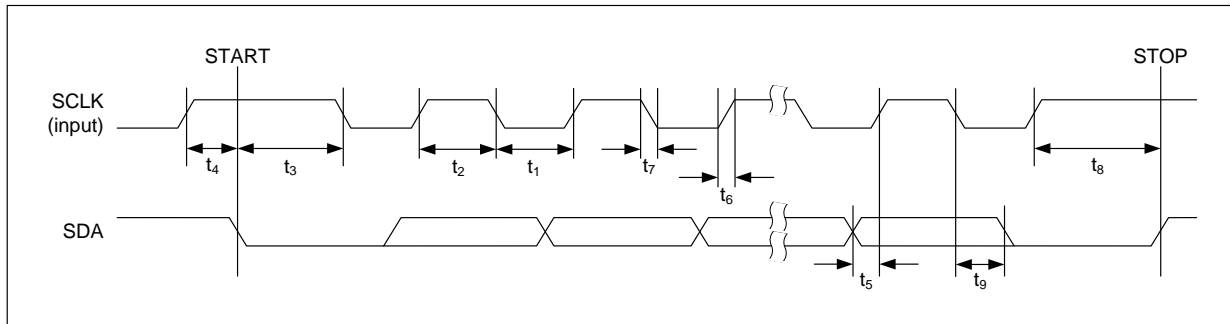 START
STOP
SCLK
(input)
t4
t3
t2
t1
t7
t6
t8
SDA
t5
t9